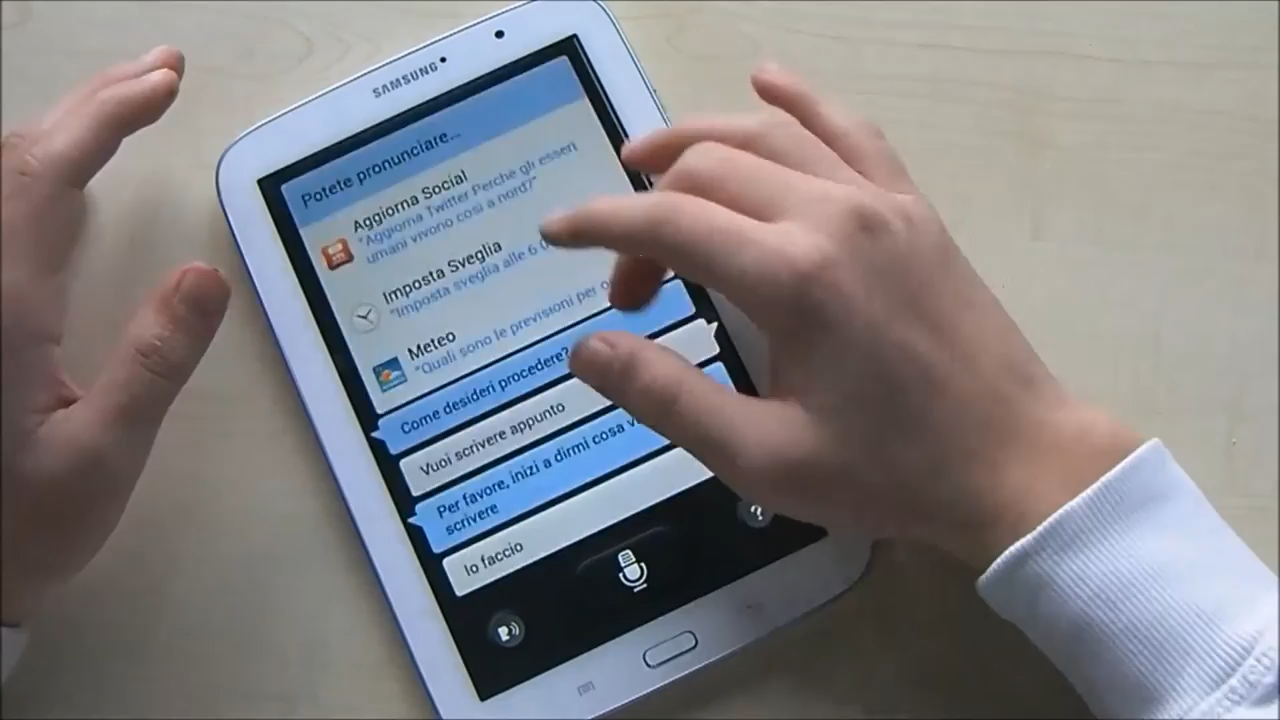 SAMSUNG
Potete pronunciare...
Aggiorna Social
"Aggiorna Twitter Perche gli esseri
umani vivono così a nord?"
Imposta Sveglia
"Imposta sveglia alle 6
Meteo
"Quali sono le previsioni per
Come desideri procedere?
Vuoi scrivere appunto
Per favore, inizi a dirmi cosa
scrivere
Io faccio
?